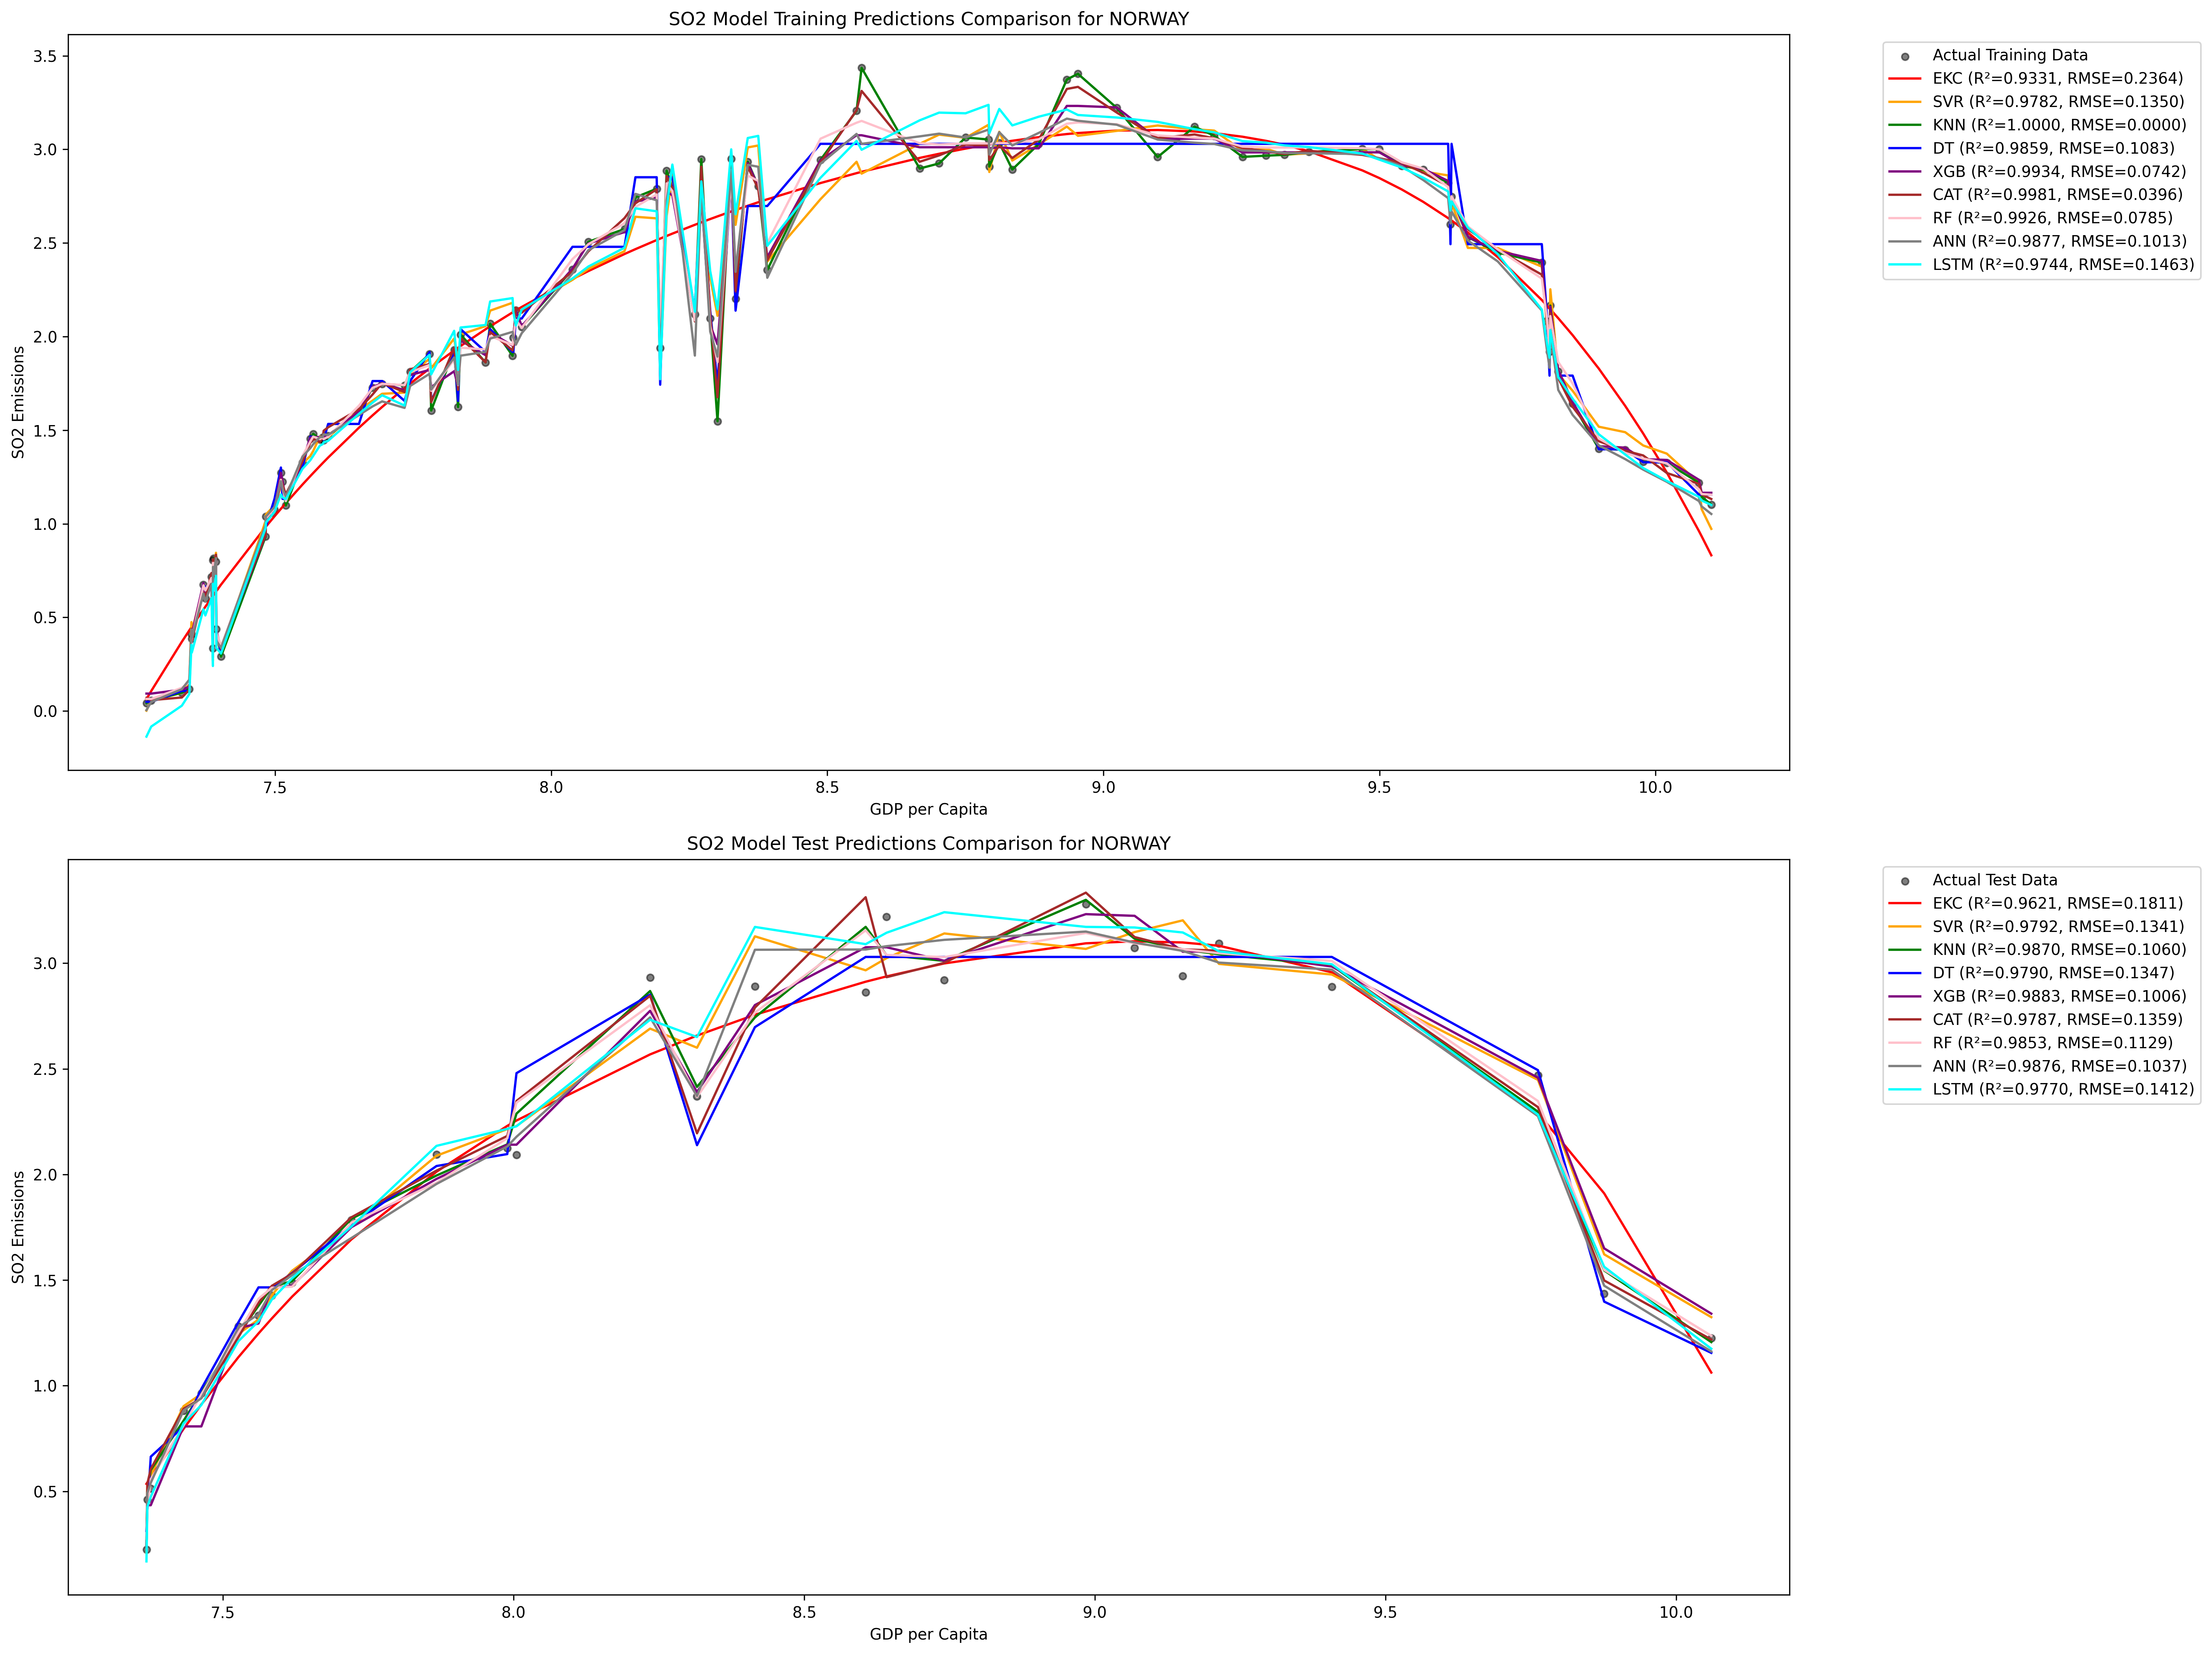 SO2 Model Training Predictions Comparison for NORWAY
3.5
3.0
2.5
2.0
1.5
1.0
0.5
0.0
SO2 Emissions
7.5
8.0
8.5
9.0
9.5
10.0
GDP per Capita
Actual Training Data
EKC (R²=0.9331, RMSE=0.2364)
SVR (R²=0.9782, RMSE=0.1350)
KNN (R²=1.0000, RMSE=0.0000)
DT (R²=0.9859, RMSE=0.1083)
XGB (R²=0.9934, RMSE=0.0742)
CAT (R²=0.9981, RMSE=0.0396)
RF (R²=0.9926, RMSE=0.0785)
ANN (R²=0.9877, RMSE=0.1013)
LSTM (R²=0.9744, RMSE=0.1463)
SO2 Model Test Predictions Comparison for NORWAY
3.0
2.5
2.0
1.5
1.0
0.5
SO2 Emissions
7.5
8.0
8.5
9.0
9.5
10.0
GDP per Capita
Actual Test Data
EKC (R²=0.9621, RMSE=0.1811)
SVR (R²=0.9792, RMSE=0.1341)
KNN (R²=0.9870, RMSE=0.1060)
DT (R²=0.9790, RMSE=0.1347)
XGB (R²=0.9883, RMSE=0.1006)
CAT (R²=0.9787, RMSE=0.1359)
RF (R²=0.9853, RMSE=0.1129)
ANN (R²=0.9876, RMSE=0.1037)
LSTM (R²=0.9770, RMSE=0.1412)